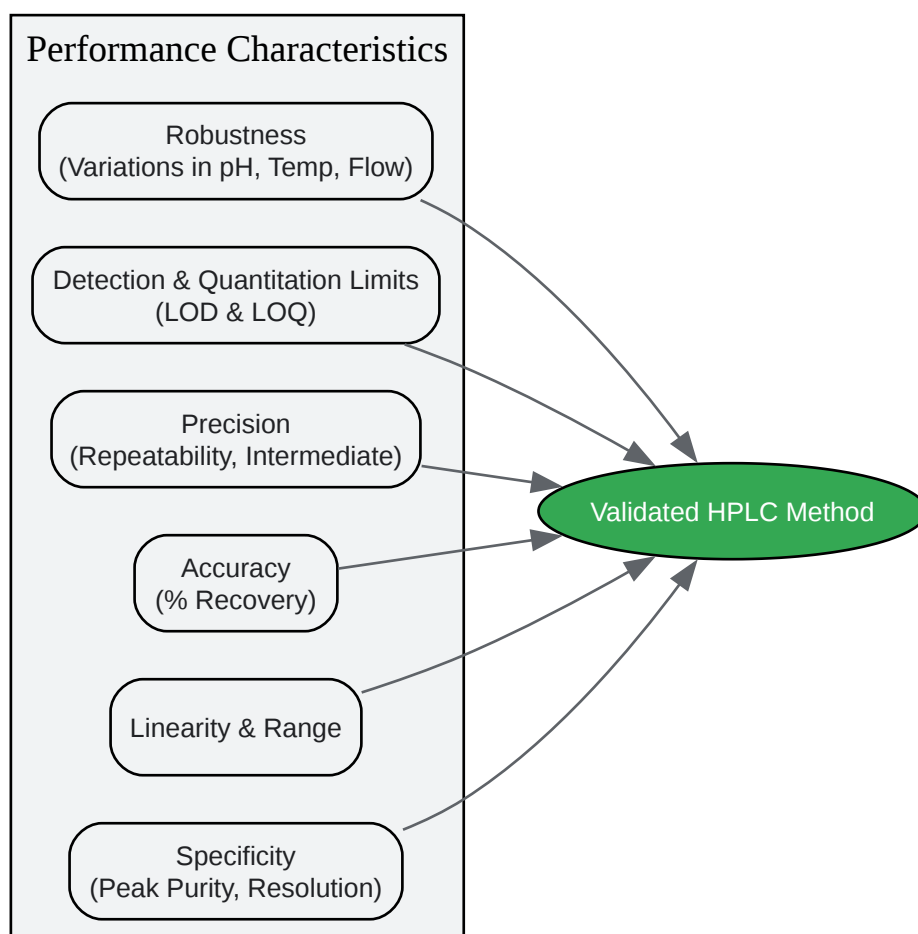 Performance Characteristics
Robustness
(Variations in pH, Temp, Flow)
Detection & Quantitation Limits
(LOD & LOQ)
Precision
(Repeatability, Intermediate)
Validated HPLC Method
Accuracy
(% Recovery)
Linearity & Range
Specificity
(Peak Purity, Resolution)